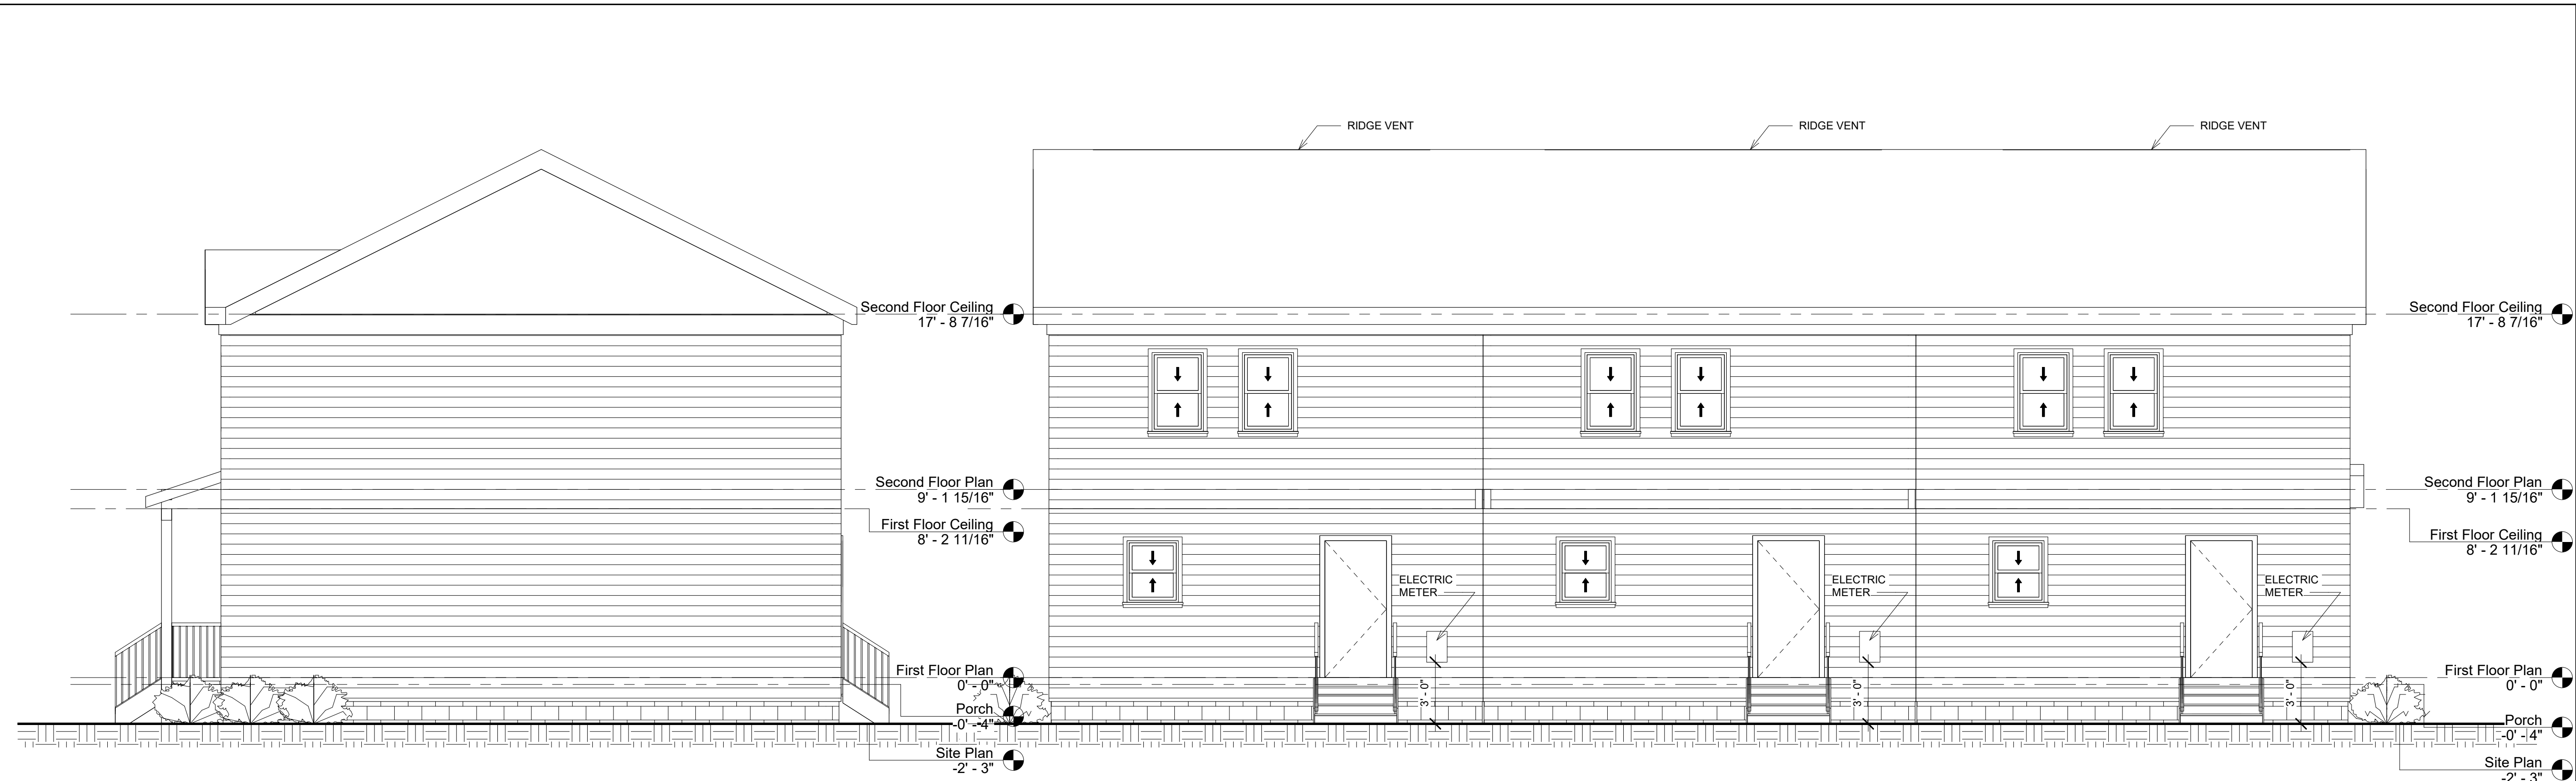 RIDGE VENT
RIDGE VENT
RIDGE VENT
Second Floor Ceiling
17' - 8 7/16"
Second Floor Ceiling
17' - 8 7/16"
Second Floor Plan
9' - 1 15/16"
Second Floor Plan
9' - 1 15/16"
First Floor Ceiling
8' - 2 11/16"
First Floor Ceiling
8' - 2 11/16"
ELECTRIC
METER
ELECTRIC
METER
ELECTRIC
METER
First Floor Plan
0' - 0"
First Floor Plan
0' - 0"
3' - 0"
3' - 0"
3' - 0"
Porch
-0' - 4"
Porch
-0' - 4"
Site Plan
-2' - 3"
Site Plan
-2' - 3"